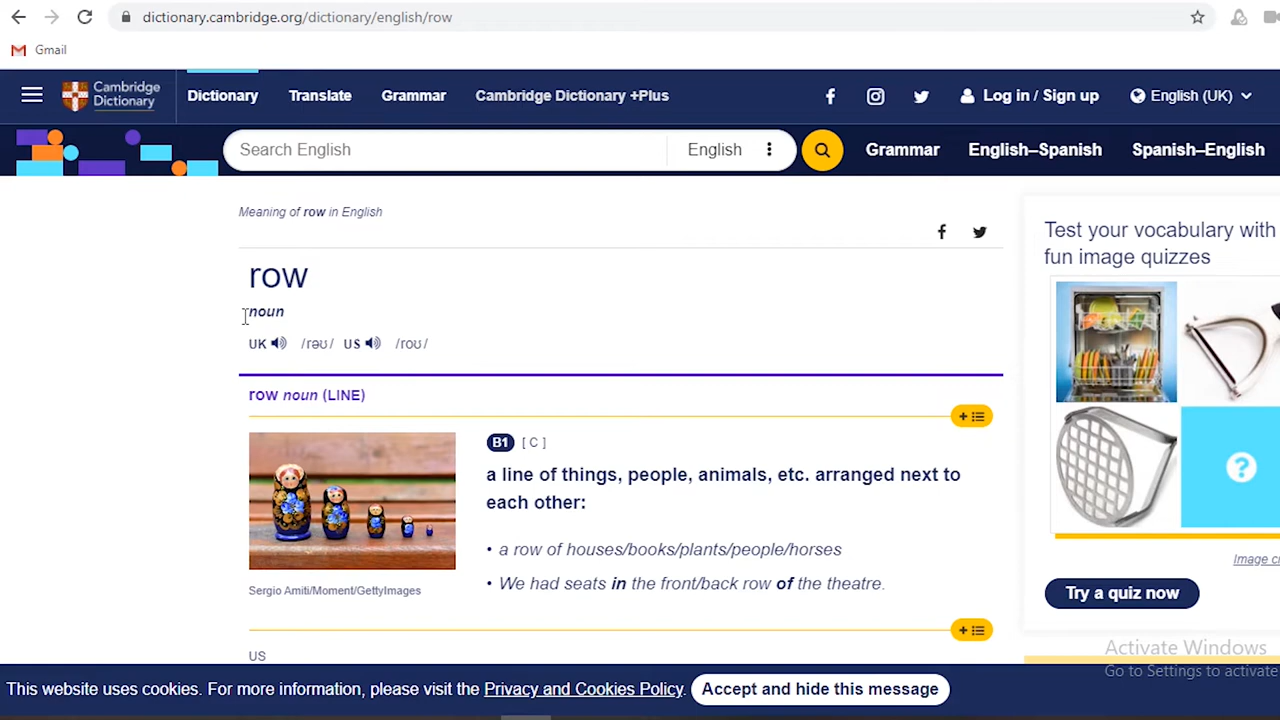 dictionary.cambridge.org/dictionary/english/row
Gmail
Cambridge Dictionary
Dictionary Translate Grammar Cambridge Dictionary +Plus Log in / Sign up English (UK)
Search English English Grammar English–Spanish Spanish–English
Meaning of row in English
row
noun
UK /rəʊ/ US /roʊ/
row noun (LINE)
B1 [ C ]
a line of things, people, animals, etc. arranged next to
each other:
• a row of houses/books/plants/people/horses
• We had seats in the front/back row of the theatre.
Sergio Amiti/Moment/GettyImages
US
Test your vocabulary with
fun image quizzes
?
Image
Try a quiz now
Activate Windows
Go to Settings to activate
This website uses cookies. For more information, please visit the Privacy and Cookies Policy. Accept and hide this message